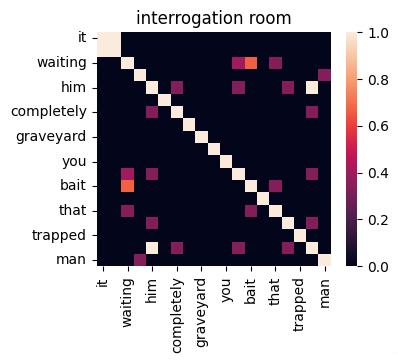 interrogation room
it
waiting
him
completely
graveyard
you
bait
that
trapped
man
1.0
0.8
0.6
0.4
0.2
0.0
it
waiting
him
completely
graveyard
you
bait
that
trapped
man